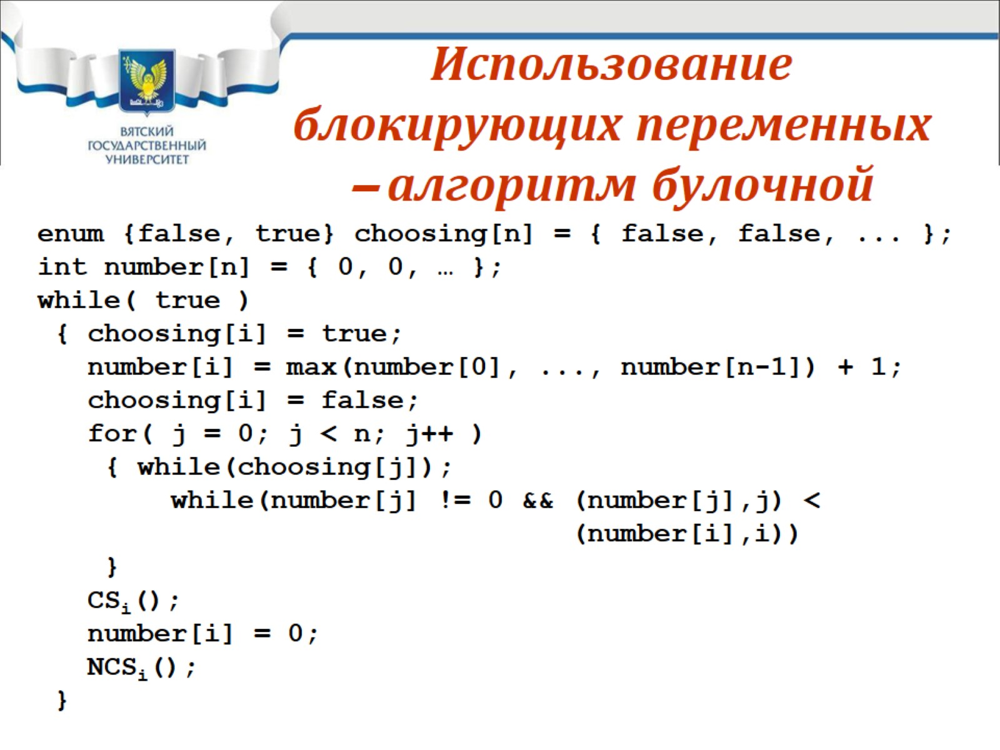 ВЯТСКИЙ
ГОСУДАРСТВЕННЫЙ
УНИВЕРСИТЕТ
Использование
блокирующих переменных
– алгоритм булочной
enum {false, true} choosing[n] = { false, false, ... };
int number[n] = { 0, 0, … };
while( true )
{ choosing[i] = true;
number[i] = max(number[0], ..., number[n-1]) + 1;
choosing[i] = false;
for( j = 0; j < n; j++ )
{ while(choosing[j]);
while(number[j] != 0 && (number[j],j) <
(number[i],i))
}
CSi();
number[i] = 0;
NCSi();
}